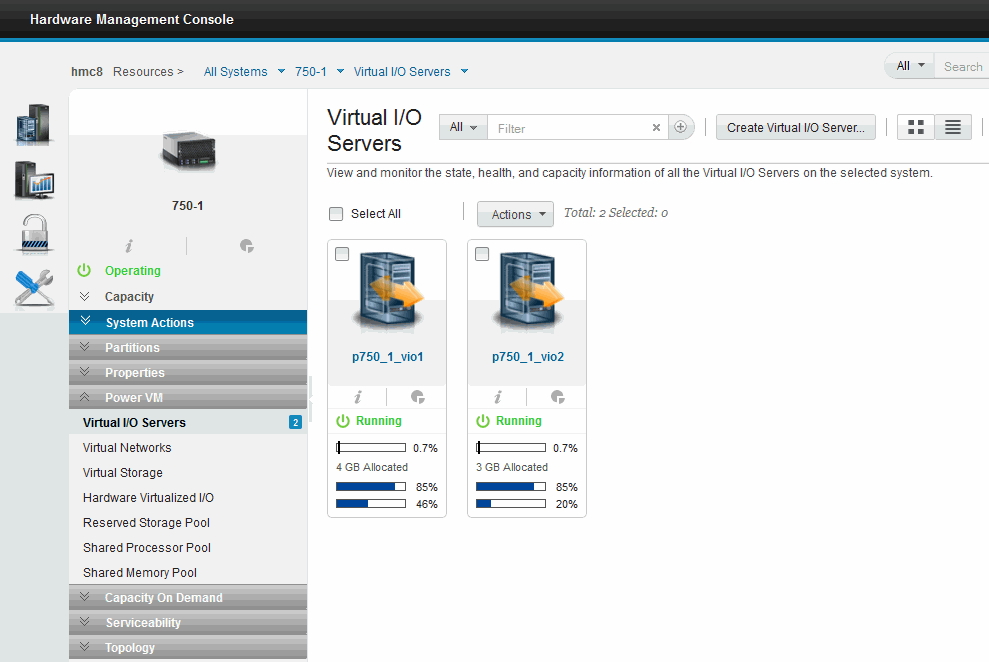 Hardware Management Console
hmc8 Resources > All Systems 750-1 Virtual I/O Servers
All Search
750-1
i
Operating
Capacity
System Actions
Partitions
Properties
Power VM
Virtual I/O Servers 2
Virtual Networks
Virtual Storage
Hardware Virtualized I/O
Reserved Storage Pool
Shared Processor Pool
Shared Memory Pool
Capacity On Demand
Serviceability
Topology
Virtual I/O
Servers
All Filter × Create Virtual I/O Server...
View and monitor the state, health, and capacity information of all the Virtual I/O Servers on the selected system.
Select All Actions Total: 2 Selected: 0
p750_1_vio1
i
Running
0.7%
4 GB Allocated
85%
46%
p750_1_vio2
i
Running
0.7%
3 GB Allocated
85%
20%